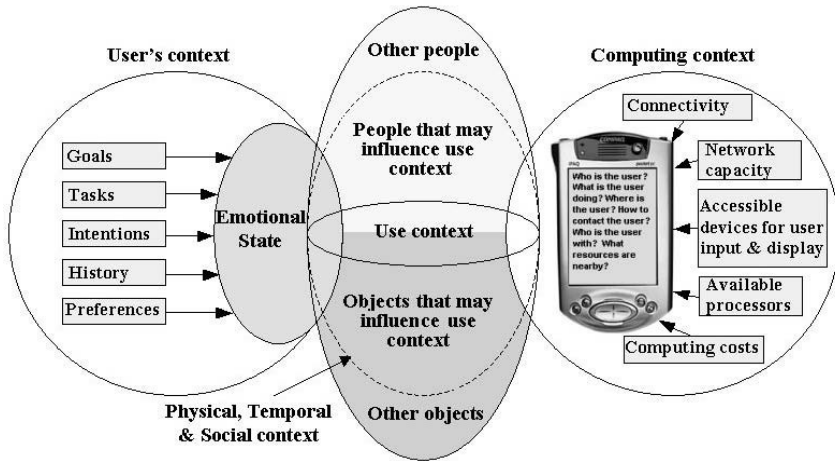 User's context
Other people
Computing context
Goals
Tasks
Intentions
History
Preferences
Emotional
State
People that may
influence use
context
Use context
Objects that may
influence use
context
Other objects
Physical, Temporal
& Social context
Who is the user?
What is the user
doing? Where is
the user? How to
contact the user?
Who is the user
with? What
resources are
nearby?
Connectivity
Network
capacity
Accessible
devices for user
input & display
Available
processors
Computing costs